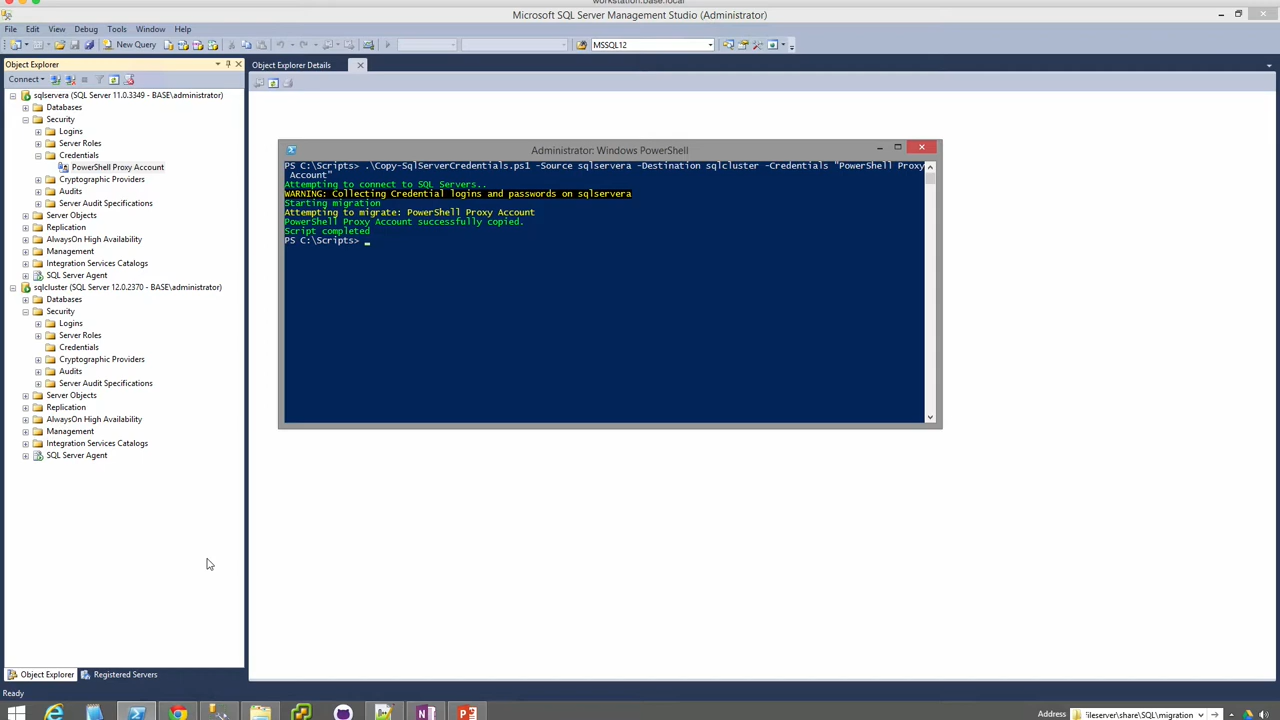 workstation.base.local
Microsoft SQL Server Management Studio (Administrator)
File Edit View Debug Tools Window Help
New Query
MSSQL12
Object Explorer
Object Explorer Details
Connect
sqlservera (SQL Server 11.0.3349 - BASE\administrator)
Databases
Security
Logins
Server Roles
Credentials
PowerShell Proxy Account
Cryptographic Providers
Audits
Server Audit Specifications
Server Objects
Replication
AlwaysOn High Availability
Management
Integration Services Catalogs
SQL Server Agent
sqlcluster (SQL Server 12.0.2370 - BASE\administrator)
Databases
Security
Logins
Server Roles
Credentials
Cryptographic Providers
Audits
Server Audit Specifications
Server Objects
Replication
AlwaysOn High Availability
Management
Integration Services Catalogs
SQL Server Agent
Administrator: Windows PowerShell
PS C:\Scripts> .\Copy-SqlServerCredentials.ps1 -Source sqlservera -Destination sqlcluster -Credentials "PowerShell Proxy
Account"
Attempting to connect to SQL Servers..
WARNING: Collecting Credential logins and passwords on sqlservera
Starting migration
Attempting to migrate: PowerShell Proxy Account
PowerShell Proxy Account successfully copied.
Script completed
PS C:\Scripts>
Object Explorer
Registered Servers
Ready
Address
'ileserver\share\SQL\migration